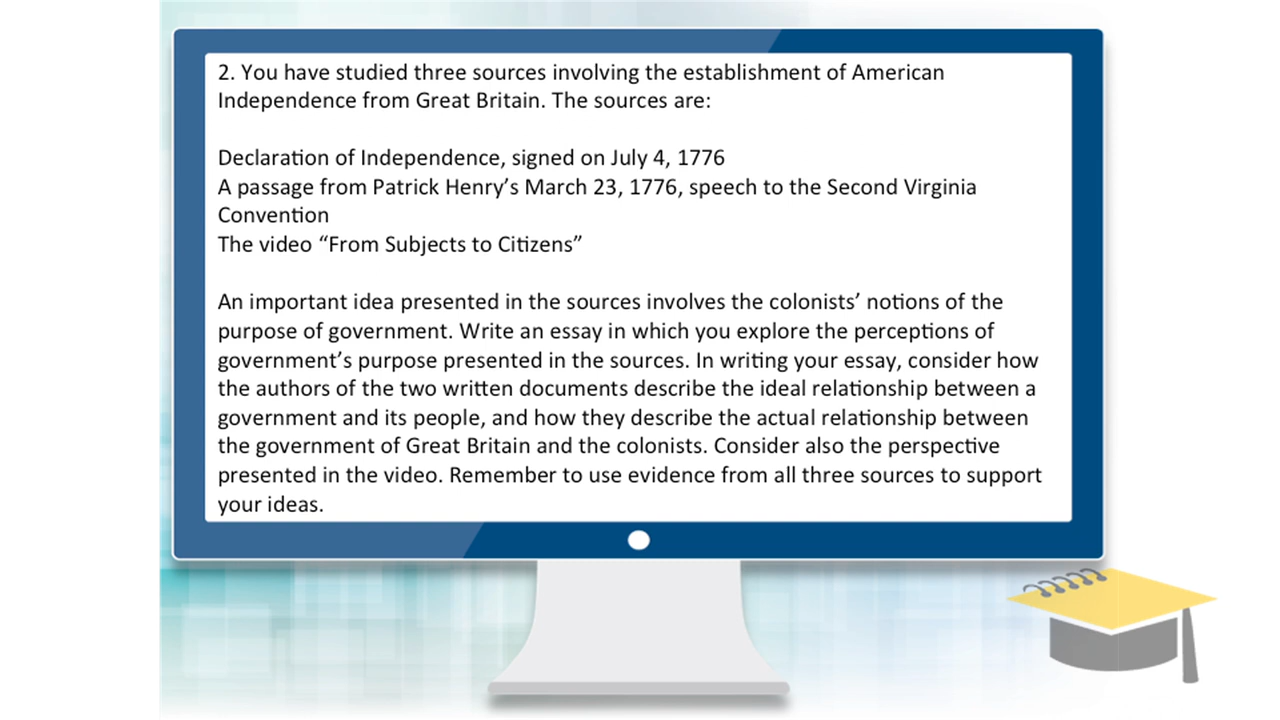 2. You have studied three sources involving the establishment of American
Independence from Great Britain. The sources are:
Declaration of Independence, signed on July 4, 1776
A passage from Patrick Henry’s March 23, 1776, speech to the Second Virginia
Convention
The video “From Subjects to Citizens”
An important idea presented in the sources involves the colonists’ notions of the
purpose of government. Write an essay in which you explore the perceptions of
government’s purpose presented in the sources. In writing your essay, consider how
the authors of the two written documents describe the ideal relationship between a
government and its people, and how they describe the actual relationship between
the government of Great Britain and the colonists. Consider also the perspective
presented in the video. Remember to use evidence from all three sources to support
your ideas.